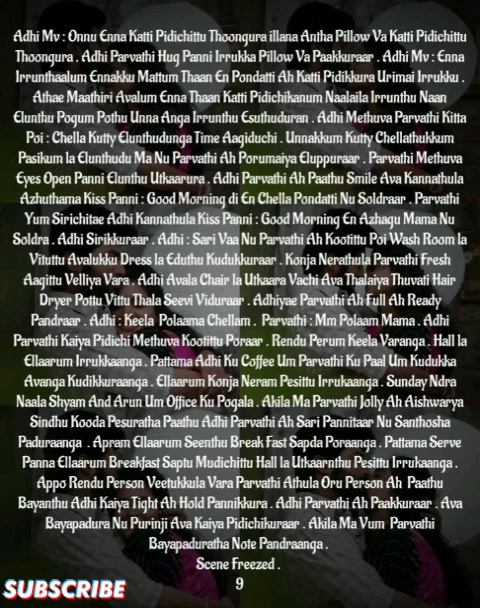 Adhi Mv : Onnu Enna Katti Pidichittu Thoongura illana Antha Pillow Va Katti Pidichittu
Thoongura . Adhi Parvathi Hug Panni Irrukka Pillow Va Paakkuraar . Adhi Mv : Enna
Irrunthaalum Ennakku Mattum Thaan En Pondatti Ah Katti Pidikkura Urimai Irrukku .
Athae Maathiri Avalum Enna Thaan Katti Pidichikanum Naalaila Irrunthu Naan
Elunthu Pogum Pothu Unna Anga Irrunthu Esuthuduran . Adhi Methuva Parvathi Kitta
Poi : Chella Kutty Elunthudunga Time Aagiduchi . Unnakkum Kutty Chellathukkum
Pasikum la Elunthudu Ma Nu Parvathi Ah Porumaiya Eluppuraar . Parvathi Methuva
Eyes Open Panni Elunthu Utkaarura . Adhi Parvathi Ah Paathu Smile Ava Kannathula
Azhuthama Kiss Panni : Good Morning di En Chella Pondatti Nu Soldraar . Parvathi
Yum Sirichitae Adhi Kannathula Kiss Panni : Good Morning En Azhagu Mama Nu
Soldra . Adhi Sirikkuraar . Adhi : Sari Vaa Nu Parvathi Ah Kootittu Poi Wash Room la
Vituttu Avalukku Dress la Eduthu Kudukkuraar . Konja Nerathula Parvathi Fresh
Aagittu Velliya Vara . Adhi Avala Chair la Utkaara Vachi Ava Thalaiya Thuvati Hair
Dryer Pottu Vittu Thala Seevi Viduraar . Adhiyae Parvathi Ah Full Ah Ready
Pandraar . Adhi : Keela Polaama Chellam . Parvathi : Mm Polaam Mama . Adhi
Parvathi Kaiya Pidichi Methuva Kootittu Poraar . Rendu Perum Keela Varanga . Hall la
Ellaarum Irrukkaanga . Pattama Adhi Ku Coffee Um Parvathi Ku Paal Um Kudukka
Avanga Kudikkuraanga . Ellaarum Konja Neram Pesittu Irrukaanga . Sunday Ndra
Naala Shyam And Arun Um Office Ku Pogala . Akila Ma Parvathi Jolly Ah Aishwarya
Sindhu Kooda Pesuratha Paathu Adhi Parvathi Ah Sari Pannitaar Nu Santhosha
Paduraanga . Apram Ellaarum Seenthu Break Fast Sapda Poraanga . Pattama Serve
Panna Ellaarum Breakfast Saptu Mudichittu Hall la Utkaarnthu Pesittu Irrukaanga .
Appo Rendu Person Veetukkula Vara Parvathi Athula Oru Person Ah Paathu
Bayanthu Adhi Kaiya Tight Ah Hold Pannikkura . Adhi Parvathi Ah Paakkuraar . Ava
Bayapadura Nu Purinji Ava Kaiya Pidichikuraar . Akila Ma Vum Parvathi
Bayapaduratha Note Pandraanga .
Scene Freezed .
SUBSCRIBE
9